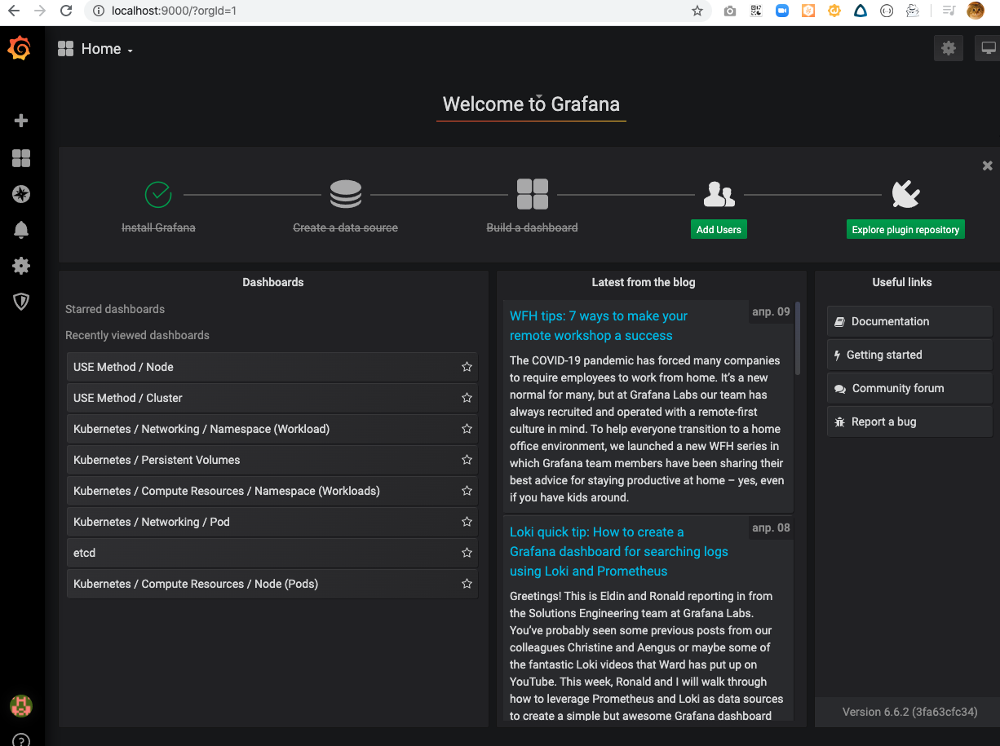 localhost:9000/?orgId=1
Home
Welcome to Grafana
Install Grafana
Create a data source
Build a dashboard
Add Users
Explore plugin repository
Dashboards
Starred dashboards
Recently viewed dashboards
USE Method / Node
USE Method / Cluster
Kubernetes / Networking / Namespace (Workload)
Kubernetes / Persistent Volumes
Kubernetes / Compute Resources / Namespace (Workloads)
Kubernetes / Networking / Pod
etcd
Kubernetes / Compute Resources / Node (Pods)
Latest from the blog
WFH tips: 7 ways to make your
remote workshop a success
апр. 09
The COVID-19 pandemic has forced many companies
to require employees to work from home. It’s a new
normal for many, but at Grafana Labs our team has
always recruited and operated with a remote-first
culture in mind. To help everyone transition to a home
office environment, we launched a new WFH series in
which Grafana team members have been sharing their
best advice for staying productive at home – yes, even
if you have kids around.
Loki quick tip: How to create a
Grafana dashboard for searching logs
using Loki and Prometheus
апр. 08
Greetings! This is Eldin and Ronald reporting in from
the Solutions Engineering team at Grafana Labs.
You’ve probably seen some previous posts from our
colleagues Christine and Aengus or maybe some of
the fantastic Loki videos that Ward has put up on
YouTube. This week, Ronald and I will walk through
how to leverage Prometheus and Loki as data sources
to create a simple but awesome Grafana dashboard
Useful links
Documentation
Getting started
Community forum
Report a bug
Version 6.6.2 (3fa63cfc34)